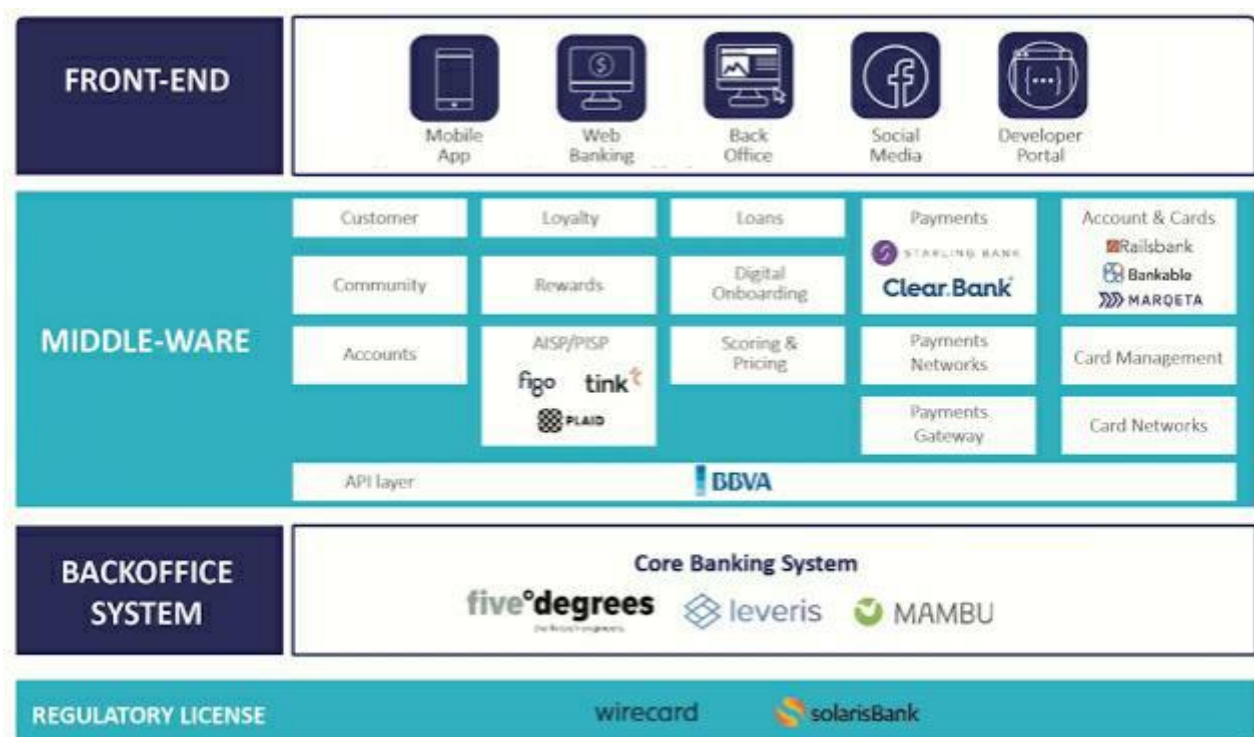 FRONT-END
Mobile
App
Web
Banking
Back
Office
Social
Media
Developer
Portal
MIDDLE-WARE
Customer
Loyalty
Loans
Payments
STARLING BANK
Clear.Bank
Account & Cards
Railsbank
Bankable
MARQETA
Community
Rewards
Digital
Onboarding
Accounts
AISP/PISP
figo tink
PLAID
Scoring &
Pricing
Payments
Networks
Card Management
Payments
Gateway
Card Networks
API layer
BBVA
BACKOFFICE
SYSTEM
Core Banking System
five°degrees
leveris
MAMBU
REGULATORY LICENSE
wirecard
solarisBank